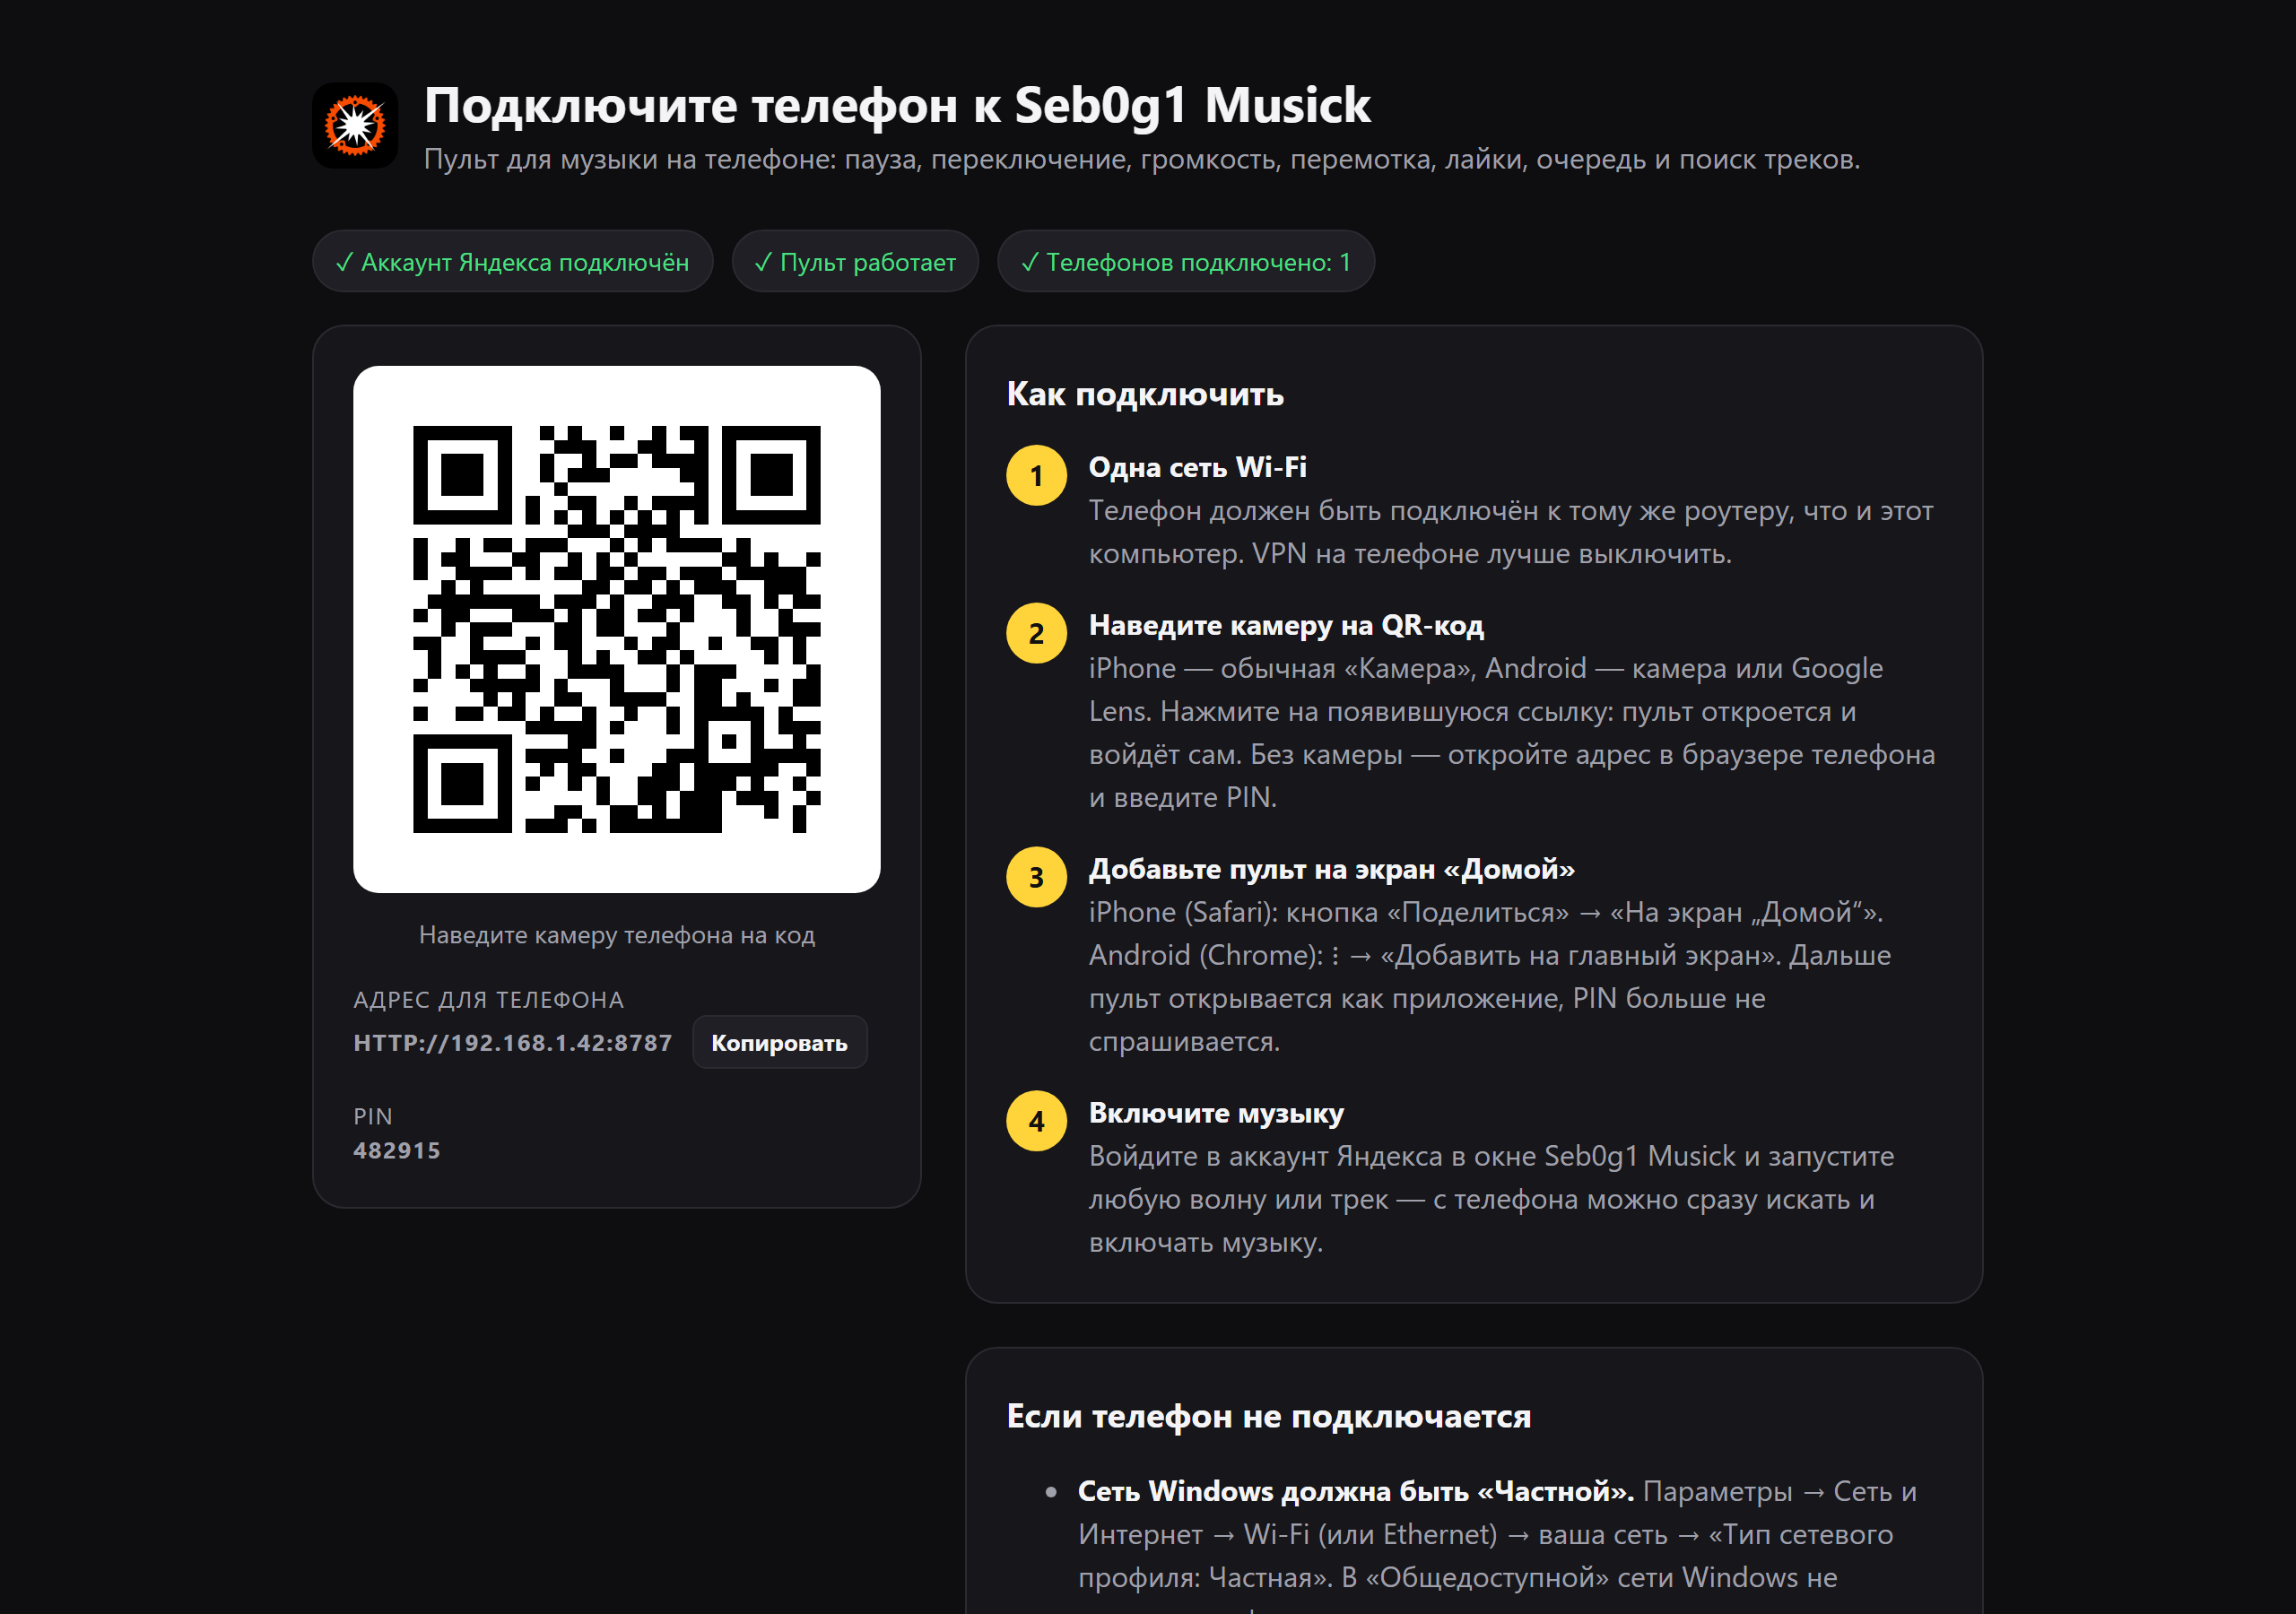 Подключите телефон к Seb0g1 Musick
Пульт для музыки на телефоне: пауза, переключение, громкость, перемотка, лайки, очередь и поиск треков.
✓ Аккаунт Яндекса подключён
✓ Пульт работает
✓ Телефонов подключено: 1
Наведите камеру телефона на код
АДРЕС ДЛЯ ТЕЛЕФОНА
HTTP://192.168.1.42:8787
Копировать
PIN
482915
Как подключить
1
Одна сеть Wi-Fi
Телефон должен быть подключён к тому же роутеру, что и этот
компьютер. VPN на телефоне лучше выключить.
2
Наведите камеру на QR-код
iPhone — обычная «Камера», Android — камера или Google
Lens. Нажмите на появившуюся ссылку: пульт откроется и
войдёт сам. Без камеры — откройте адрес в браузере телефона
и введите PIN.
3
Добавьте пульт на экран «Домой»
iPhone (Safari): кнопка «Поделиться» → «На экран „Домой“».
Android (Chrome): ⋮ → «Добавить на главный экран». Дальше
пульт открывается как приложение, PIN больше не
спрашивается.
4
Включите музыку
Войдите в аккаунт Яндекса в окне Seb0g1 Musick и запустите
любую волну или трек — с телефона можно сразу искать и
включать музыку.
Если телефон не подключается
• Сеть Windows должна быть «Частной». Параметры → Сеть и
Интернет → Wi-Fi (или Ethernet) → ваша сеть → «Тип сетевого
профиля: Частная». В «Общедоступной» сети Windows не